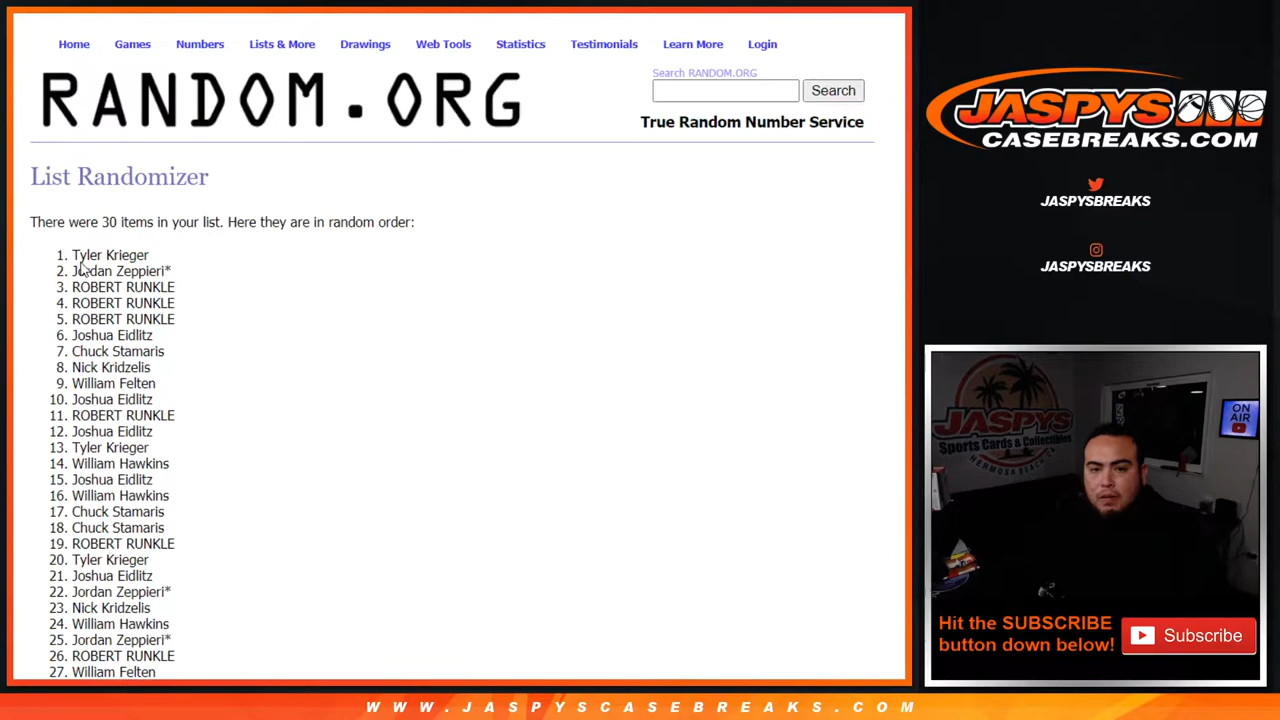 Home Games Numbers Lists & More Drawings Web Tools Statistics Testimonials Learn More Login
RANDOM.ORG
Search RANDOM.ORG
Search
True Random Number Service
List Randomizer
There were 30 items in your list. Here they are in random order:
1. Tyler Krieger
2. Jordan Zeppieri*
3. ROBERT RUNKLE
4. ROBERT RUNKLE
5. ROBERT RUNKLE
6. Joshua Eidlitz
7. Chuck Stamaris
8. Nick Kridzelis
9. William Felten
10. Joshua Eidlitz
11. ROBERT RUNKLE
12. Joshua Eidlitz
13. Tyler Krieger
14. William Hawkins
15. Joshua Eidlitz
16. William Hawkins
17. Chuck Stamaris
18. Chuck Stamaris
19. ROBERT RUNKLE
20. Tyler Krieger
21. Joshua Eidlitz
22. Jordan Zeppieri*
23. Nick Kridzelis
24. William Hawkins
25. Jordan Zeppieri*
26. ROBERT RUNKLE
27. William Felten
JASPYS
CASEBREAKS.COM
JASPYSBREAKS
JASPYSBREAKS
JASPYS
Sports Cards & Collectibles
HERMOSA BEACH, CA
ON
AIR
Hit the SUBSCRIBE
button down below!
Subscribe
WWW.JASPYSCASEBREAKS.COM